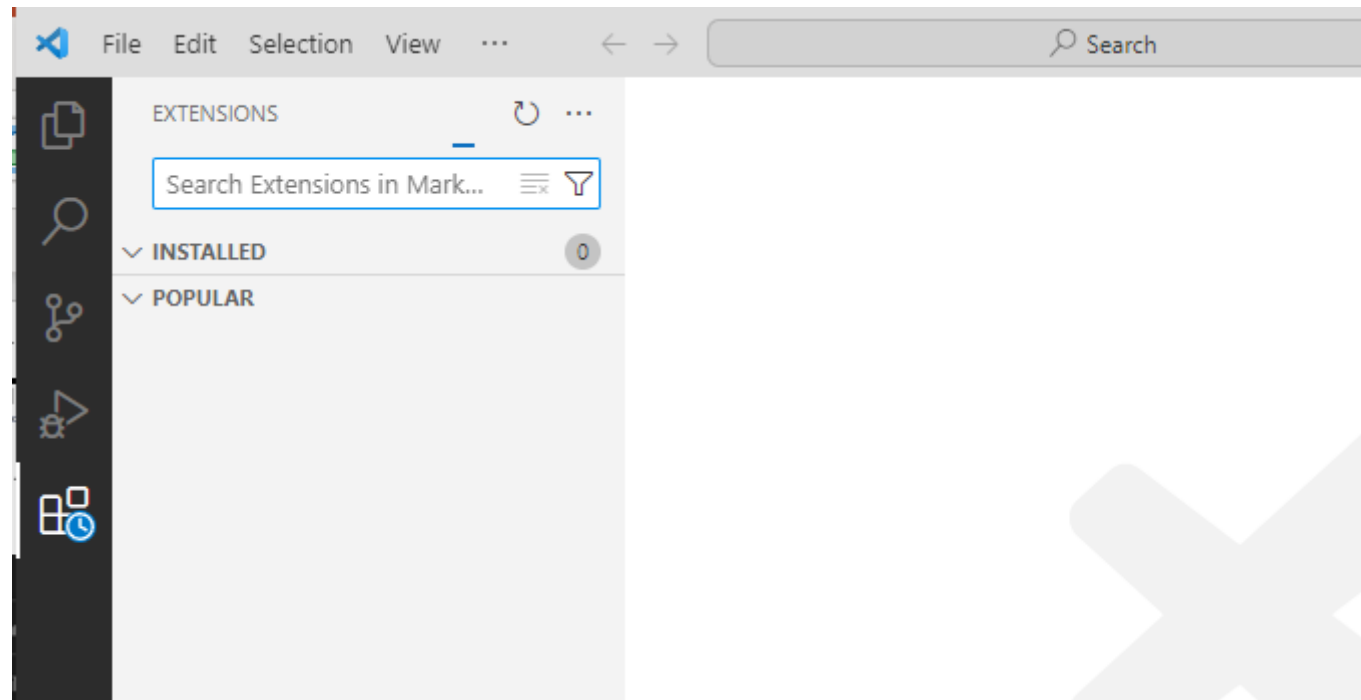 File Edit Selection View ··· ← → Search
EXTENSIONS ···
Search Extensions in Mark...
INSTALLED 0
POPULAR